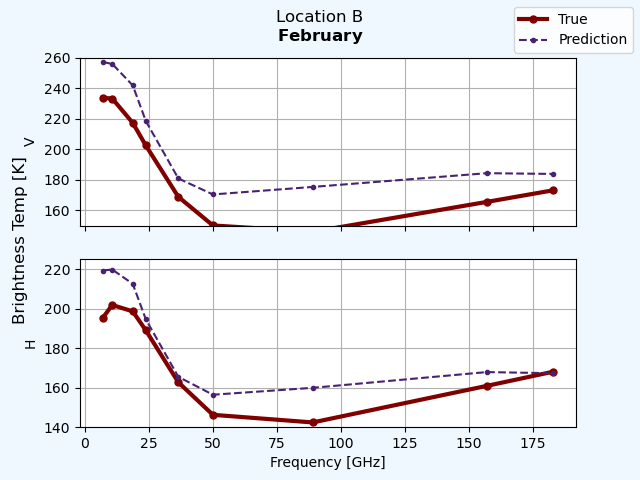 Location B
February
True
Prediction
260
240
220
200
180
160
V
Brightness Temp [K]
220
200
180
160
140
H
0
25
50
75
100
125
150
175
Frequency [GHz]